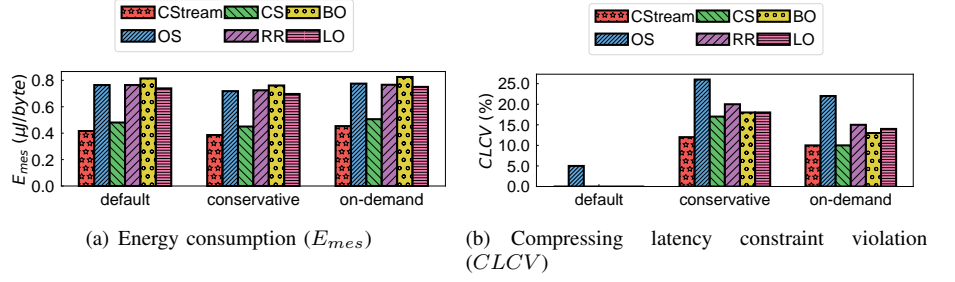 CStream CS BO
OS RR LO
E_mes (μJ/byte)
0.8
0.6
0.4
0.2
0.0
default conservative on-demand
(a) Energy consumption (E_mes)
CStream CS BO
OS RR LO
CLCV (%)
25.0
20.0
15.0
10.0
5.0
0.0
default conservative on-demand
(b) Compressing latency constraint violation
(CLCV)